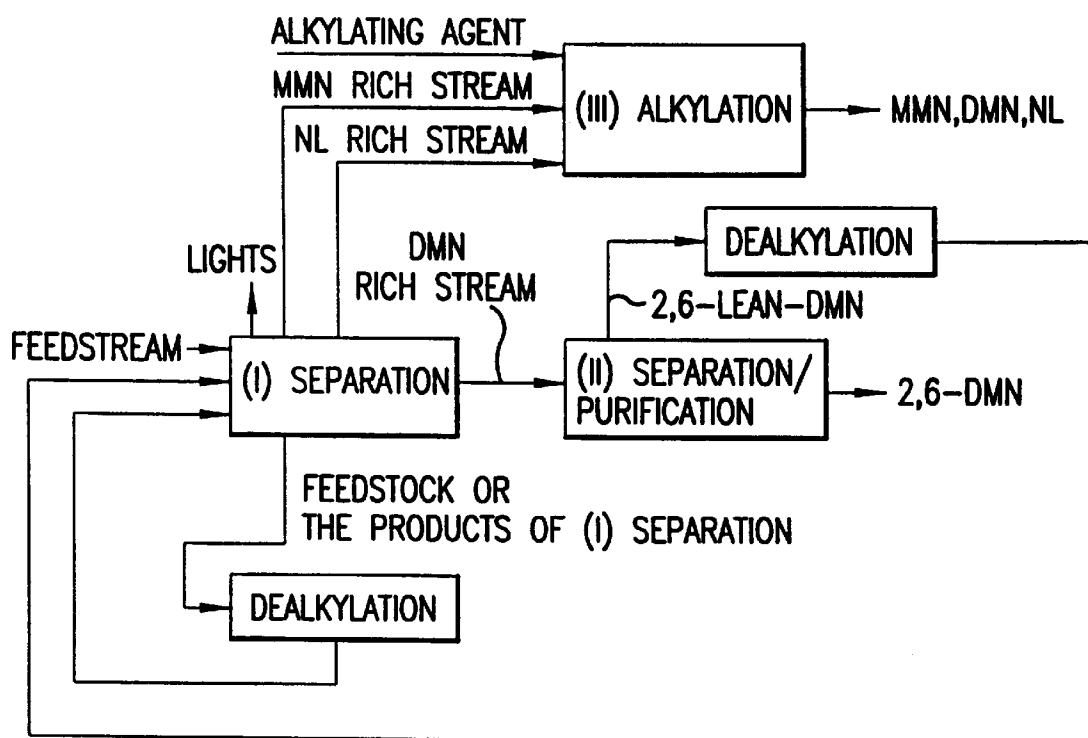 ALKYLATING AGENT
MMN RICH STREAM
NL RICH STREAM
(III) ALKYLATION
MMN,DMN,NL
LIGHTS
DMN
RICH STREAM
DEALKYLATION
2,6-LEAN-DMN
FEEDSTREAM
(I) SEPARATION
(II) SEPARATION/
PURIFICATION
2,6-DMN
FEEDSTOCK OR
THE PRODUCTS OF (I) SEPARATION
DEALKYLATION